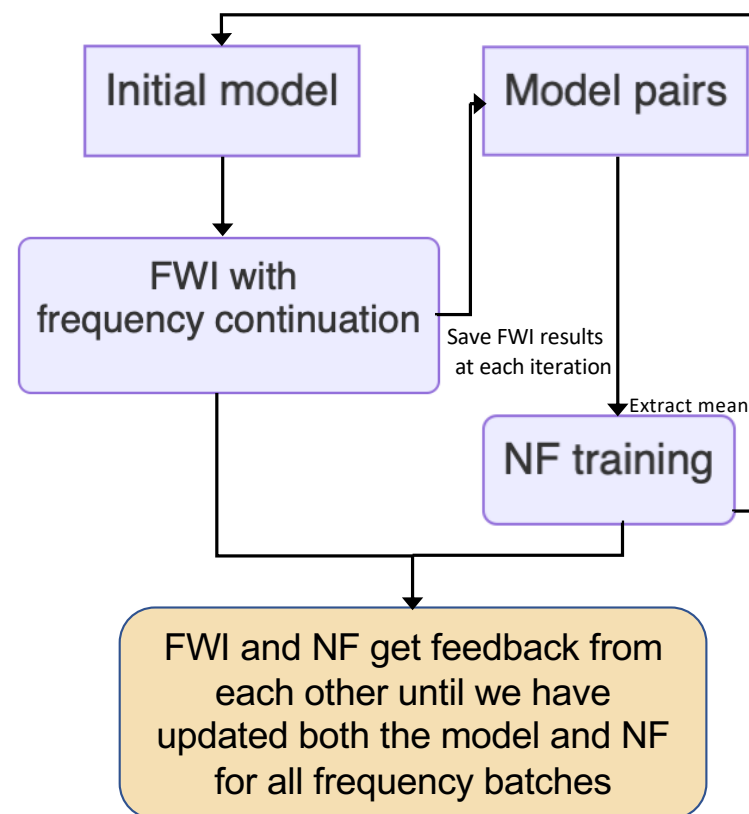 Initial model
Model pairs
FWI with
frequency continuation
Save FWI results
at each iteration
Extract mean
NF training
FWI and NF get feedback from
each other until we have
updated both the model and NF
for all frequency batches